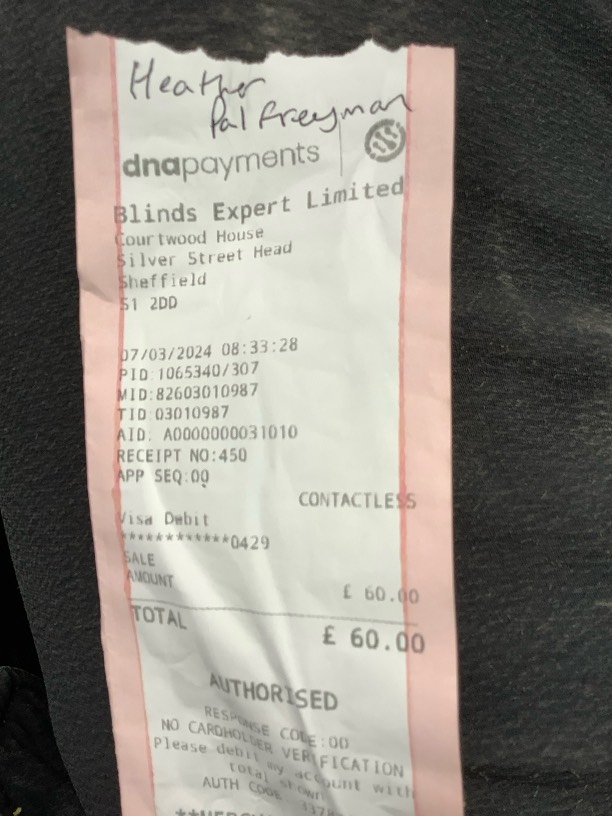 Heather
Palfreyman
dnapayments
Blinds Expert Limited
Courtwood House
Silver Street Head
Sheffield
S1 2DD
07/03/2024 08:33:28
PID:1065340/307
MID:82603010987
TID:03010987
AID: A0000000031010
RECEIPT NO:450
APP SEQ:00
CONTACTLESS
Visa Debit
************0429
SALE
AMOUNT £ 60.00
TOTAL £ 60.00
AUTHORISED
RESPONSE CODE:00
NO CARDHOLDER VERIFICATION
Please debit my account with
total shown
AUTH CODE